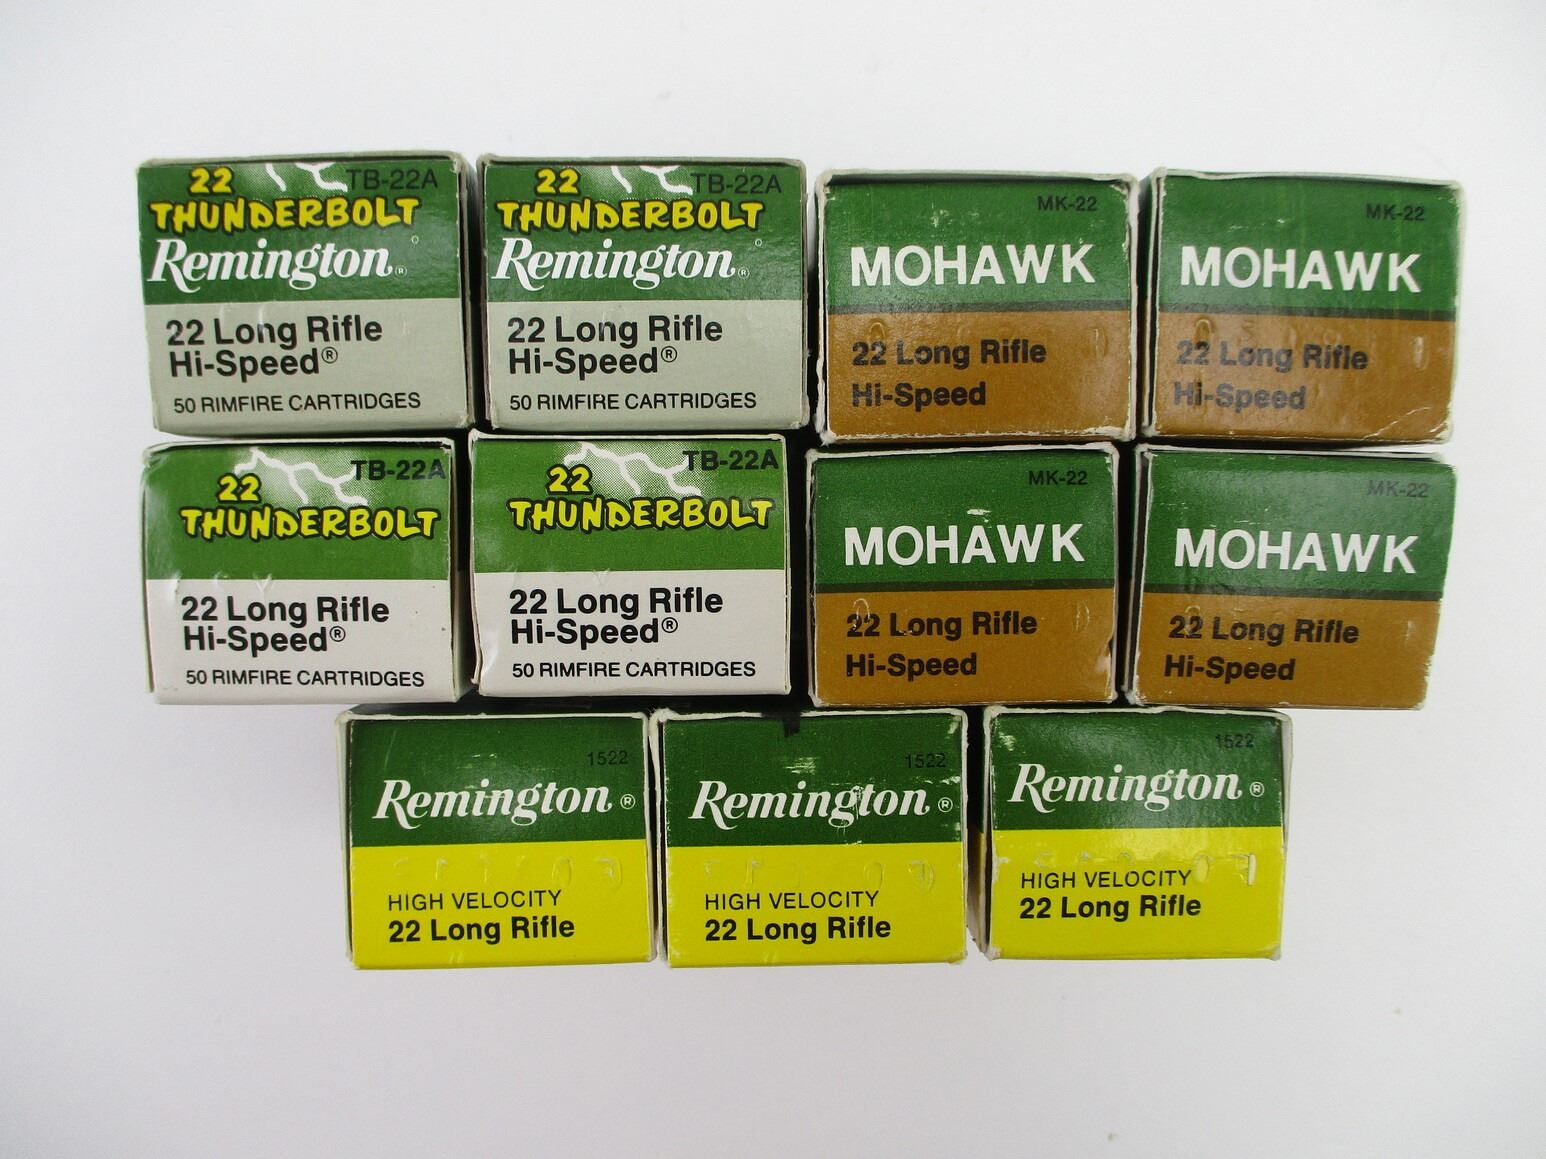 22 TB-22A
THUNDERBOLT
Remington®
22 Long Rifle
Hi-Speed®
50 RIMFIRE CARTRIDGES
22 TB-22A
THUNDERBOLT
Remington®
22 Long Rifle
Hi-Speed®
50 RIMFIRE CARTRIDGES
MK-22
MOHAWK
22 Long Rifle
Hi-Speed
MK-22
MOHAWK
22 Long Rifle
Hi-Speed
TB-22A
22
THUNDERBOLT
22 Long Rifle
Hi-Speed®
50 RIMFIRE CARTRIDGES
TB-22A
22
THUNDERBOLT
22 Long Rifle
Hi-Speed®
50 RIMFIRE CARTRIDGES
MK-22
MOHAWK
22 Long Rifle
Hi-Speed
MK-22
MOHAWK
22 Long Rifle
Hi-Speed
1522
Remington®
HIGH VELOCITY
22 Long Rifle
1522
Remington®
HIGH VELOCITY
22 Long Rifle
1522
Remington®
HIGH VELOCITY
22 Long Rifle